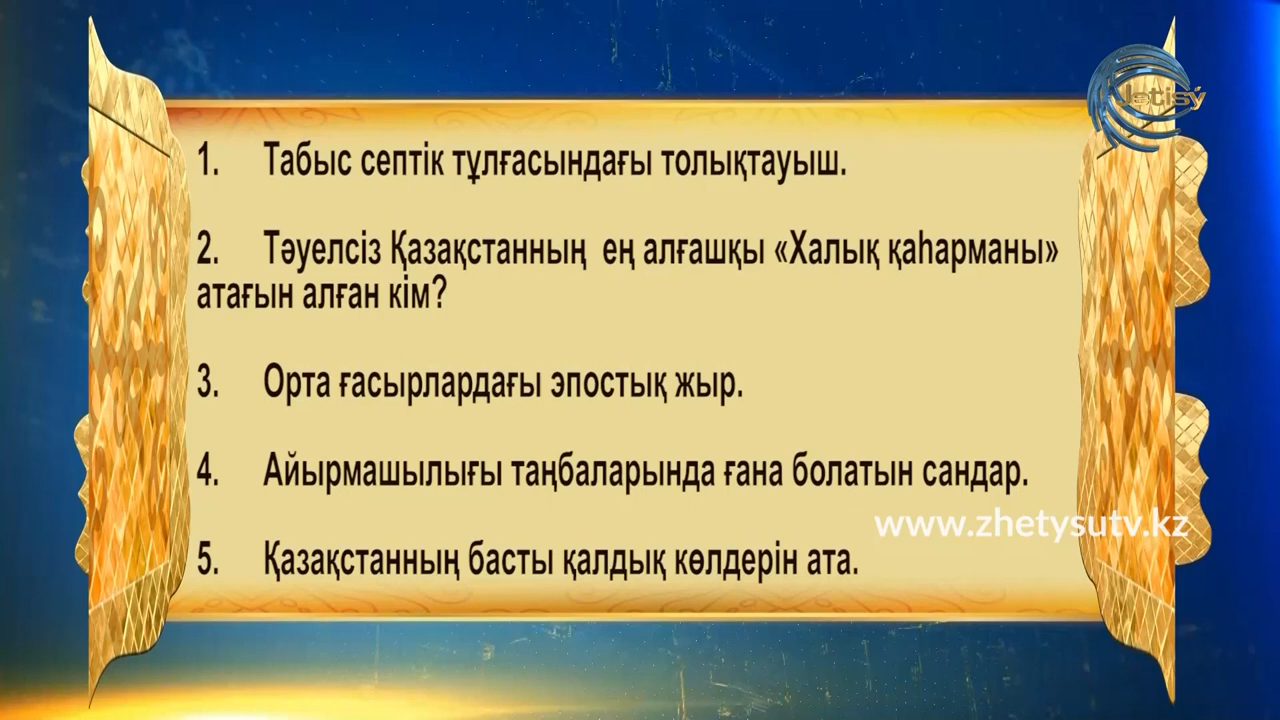 Jetisý
1. Табыс септік тұлғасындағы толықтауыш.
2. Тәуелсіз Қазақстанның ең алғашқы «Халық қаһарманы»
атағын алған кім?
3. Орта ғасырлардағы эпостық жыр.
4. Айырмашылығы таңбаларында ғана болатын сандар.
www.zhetysutv.kz
5. Қазақстанның басты қалдық көлдерін ата.